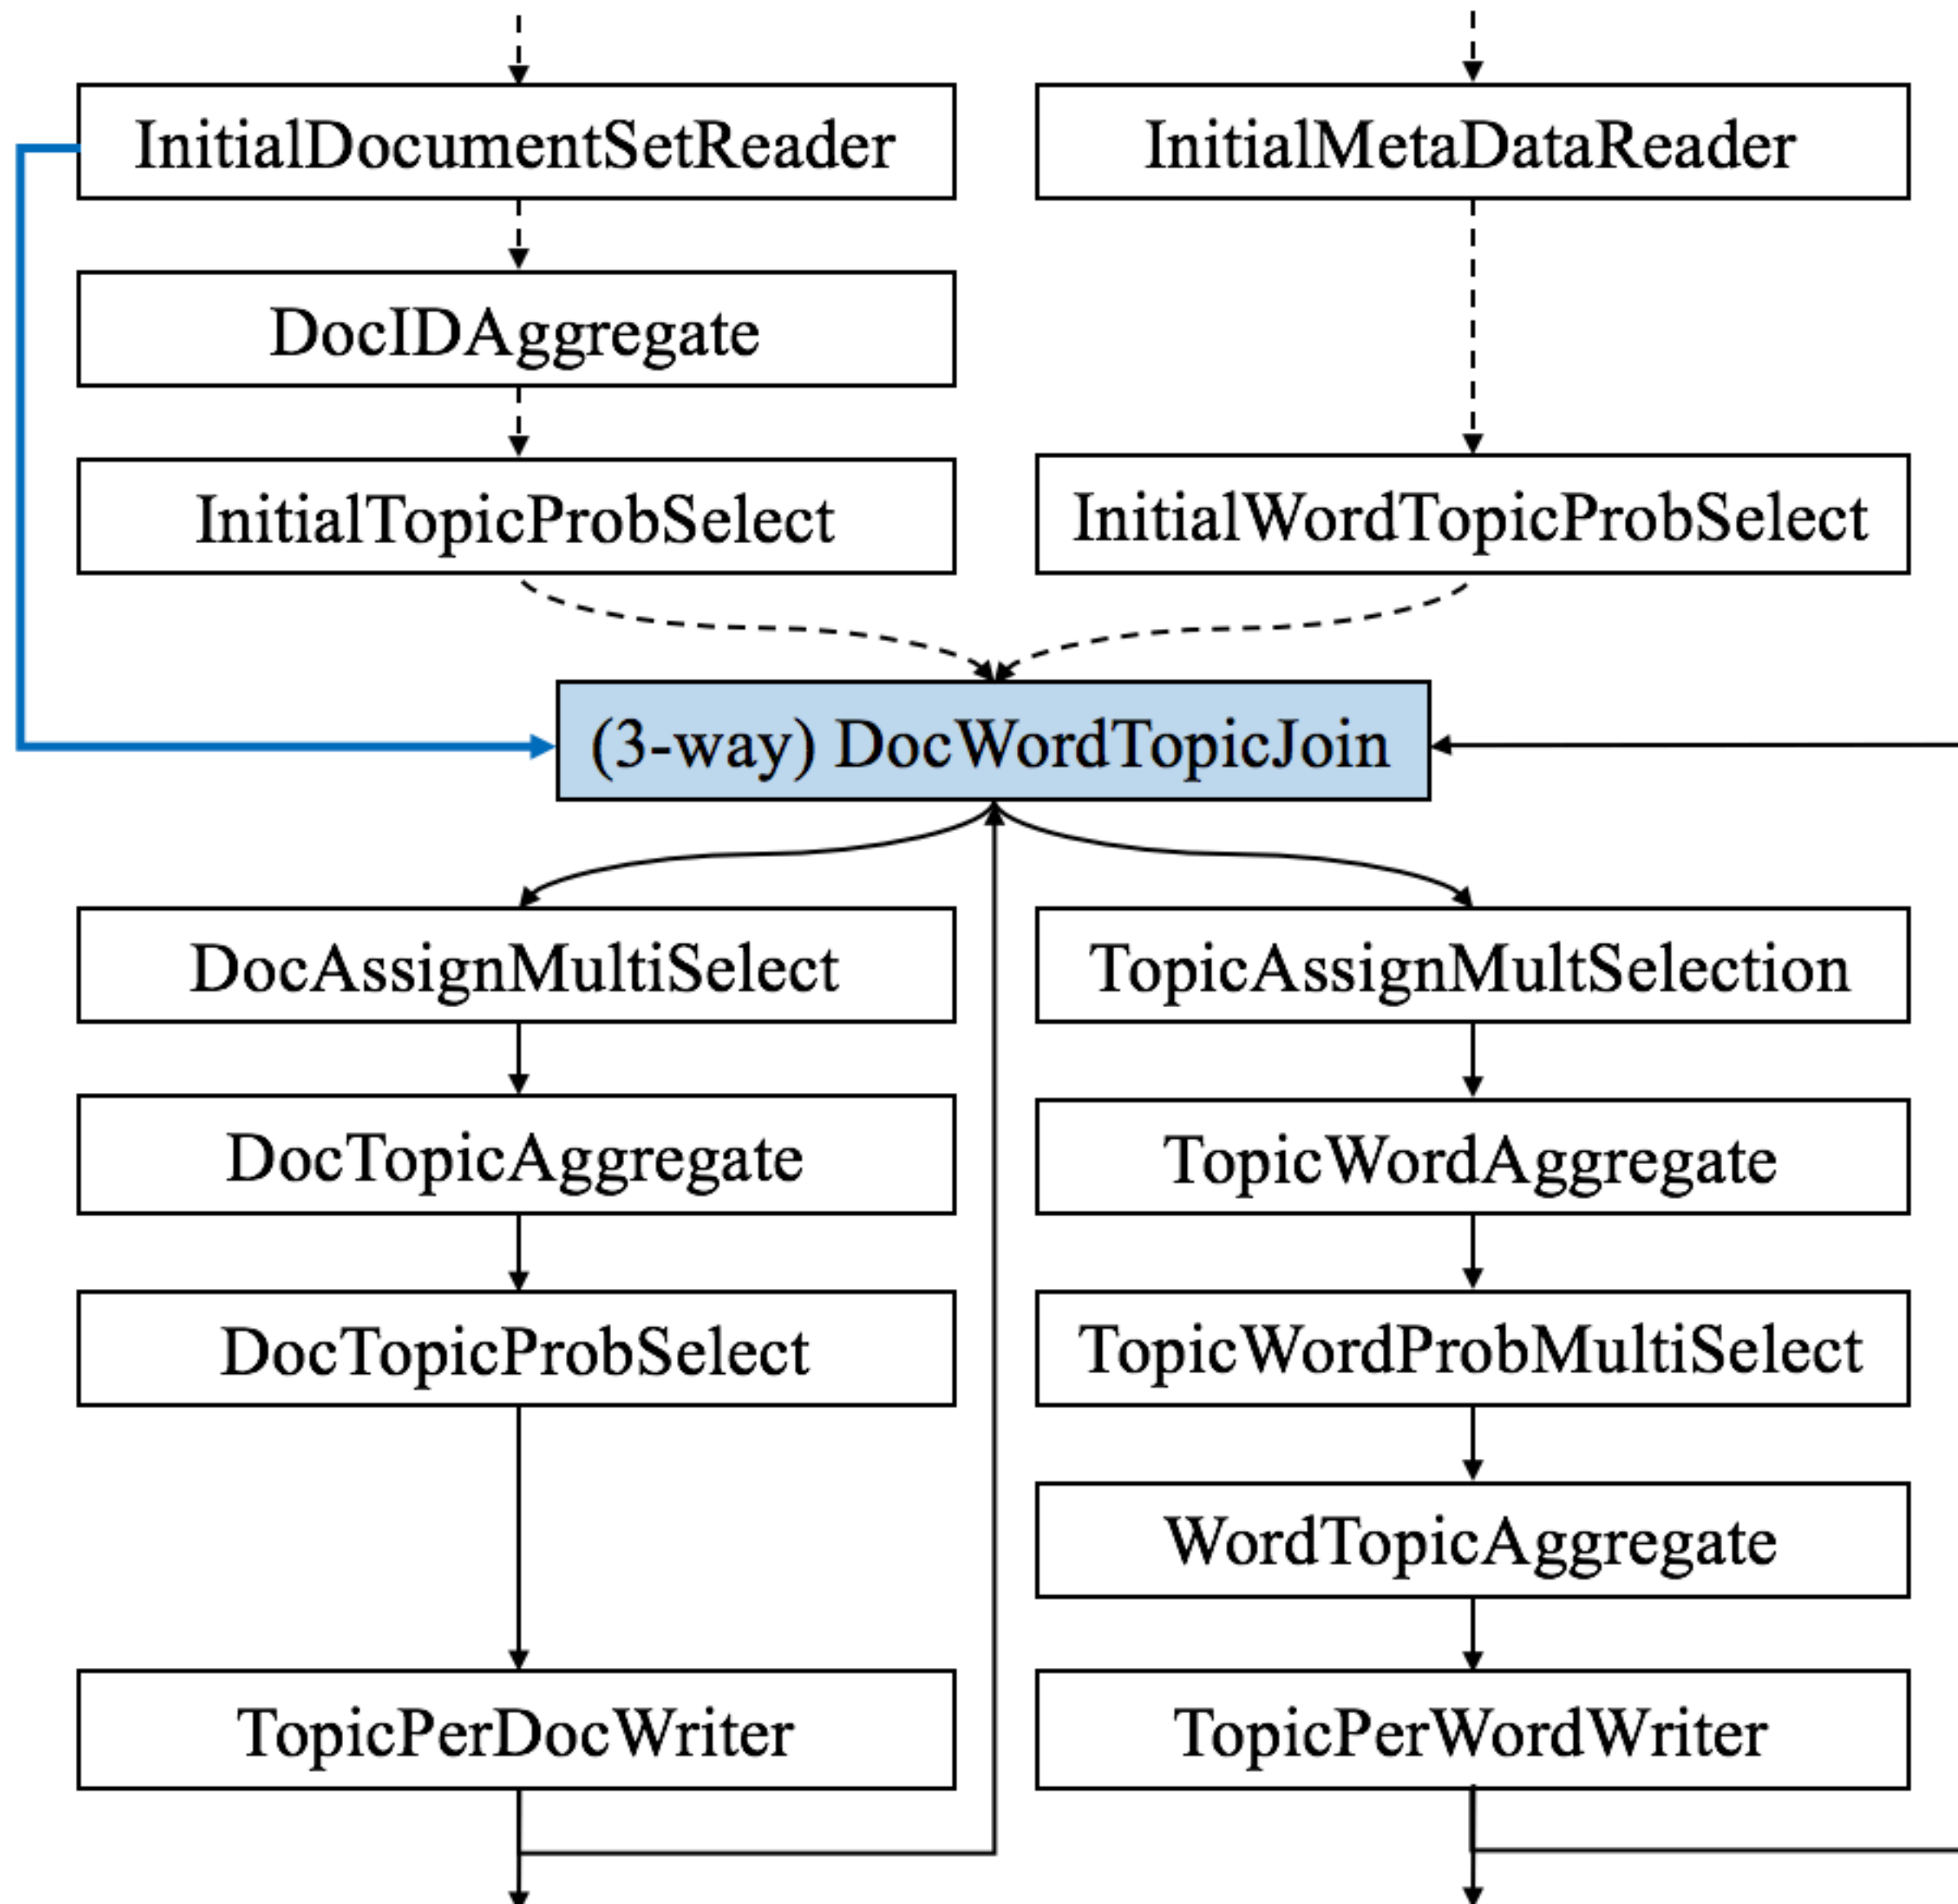 InitialDocumentSetReader
InitialMetaDataReader
DocIDAggregate
InitialTopicProbSelect
InitialWordTopicProbSelect
(3-way) DocWordTopicJoin
DocAssignMultiSelect
TopicAssignMultSelection
DocTopicAggregate
TopicWordAggregate
DocTopicProbSelect
TopicWordProbMultiSelect
WordTopicAggregate
TopicPerDocWriter
TopicPerWordWriter